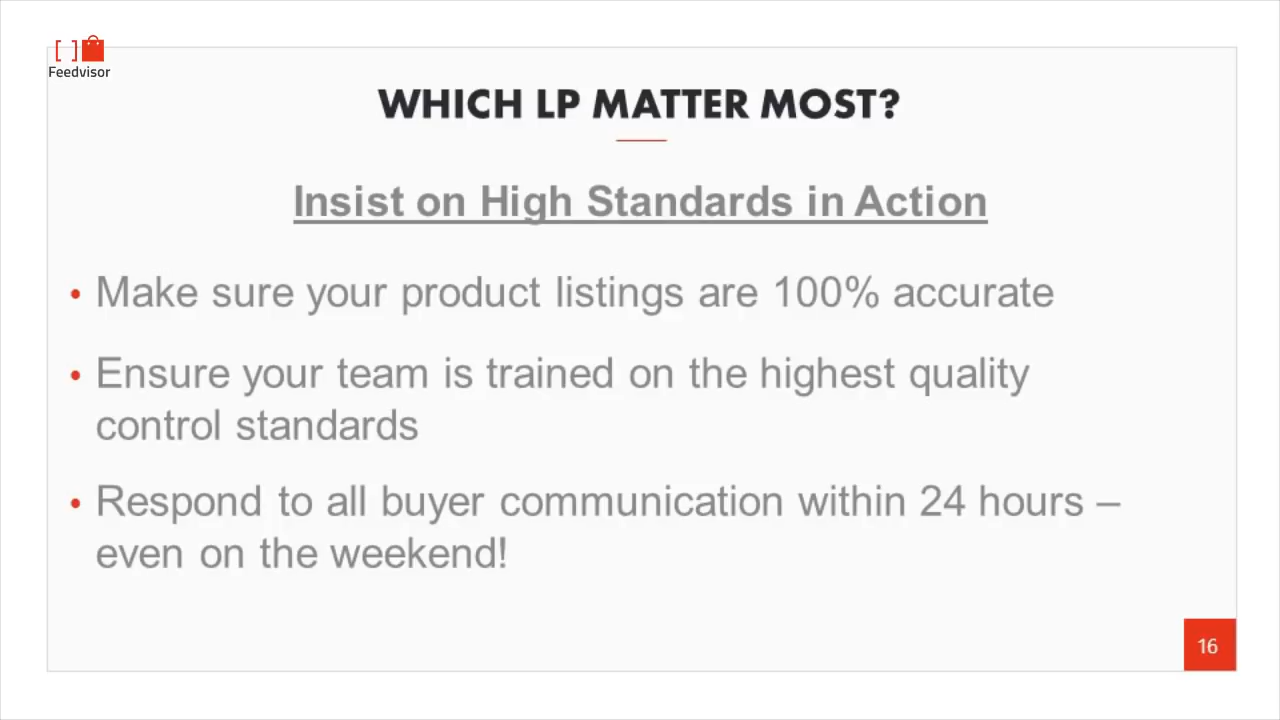 Feedvisor
WHICH LP MATTER MOST?
Insist on High Standards in Action
• Make sure your product listings are 100% accurate
• Ensure your team is trained on the highest quality
control standards
• Respond to all buyer communication within 24 hours –
even on the weekend!
16